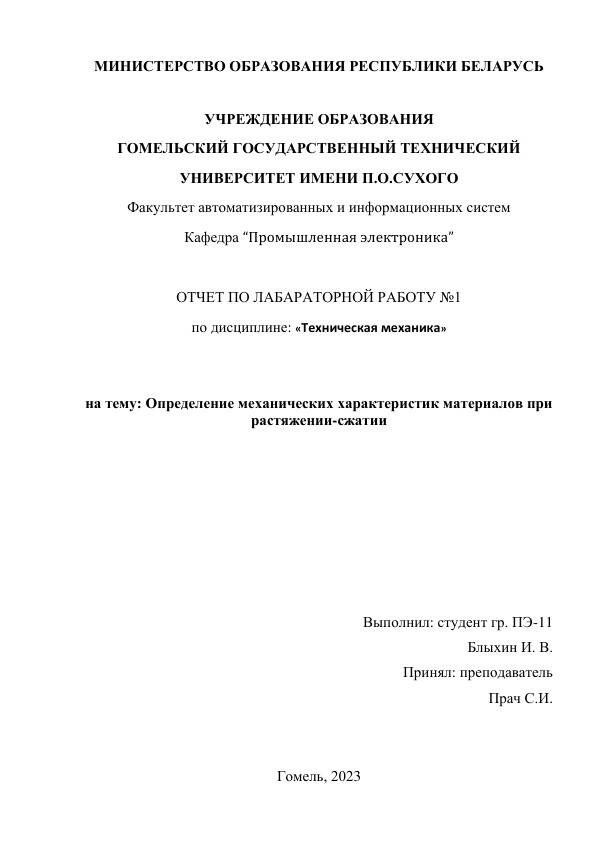 МИНИСТЕРСТВО ОБРАЗОВАНИЯ РЕСПУБЛИКИ БЕЛАРУСЬ
УЧРЕЖДЕНИЕ ОБРАЗОВАНИЯ
ГОМЕЛЬСКИЙ ГОСУДАРСТВЕННЫЙ ТЕХНИЧЕСКИЙ
УНИВЕРСИТЕТ ИМЕНИ П.О.СУХОГО
Факультет автоматизированных и информационных систем
Кафедра “Промышленная электроника”
ОТЧЕТ ПО ЛАБАРАТОРНОЙ РАБОТУ №1
по дисциплине: «Техническая механика»
на тему: Определение механических характеристик материалов при
растяжении-сжатии
Выполнил: студент гр. ПЭ-11
Блыхин И. В.
Принял: преподаватель
Прач С.И.
Гомель, 2023